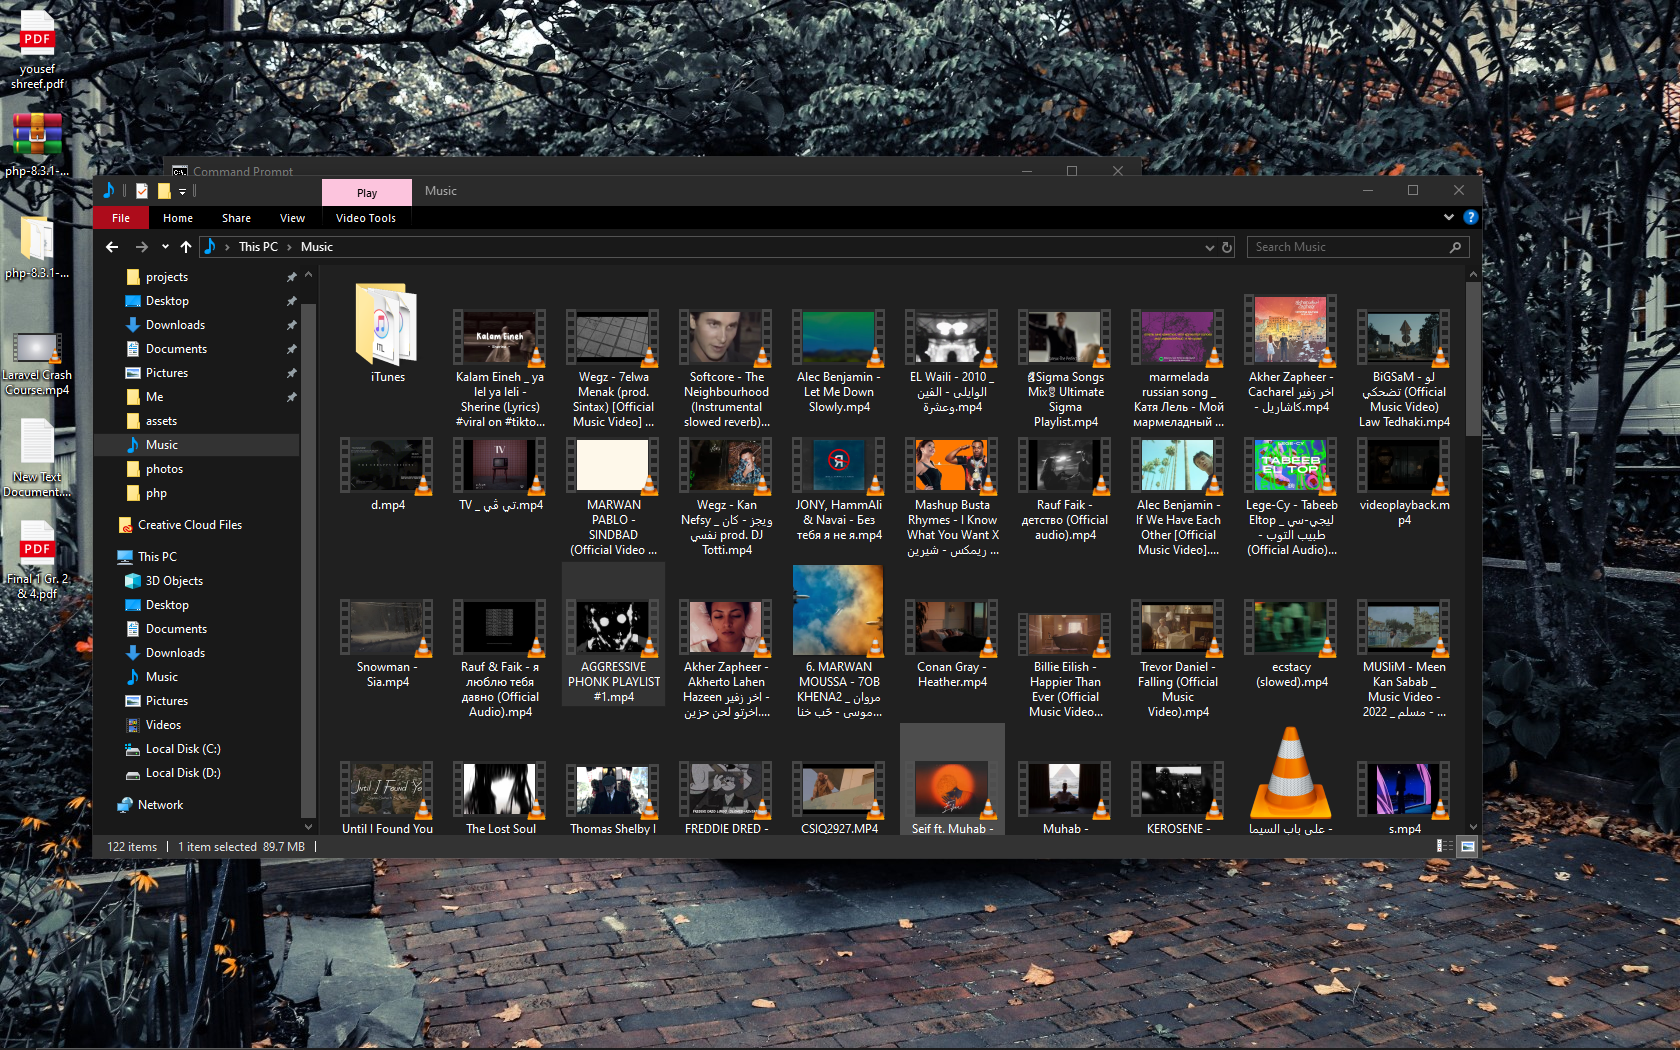 yousef
shreef.pdf
php-8.3.1-...
php-8.3.1-...
Laravel Crash
Course.mp4
New Text
Document....
Final 1 Gr. 2
& 4.pdf
Command Prompt
Play
Music
File
Home
Share
View
Video Tools
This PC
Music
Search Music
projects
Desktop
Downloads
Documents
Pictures
Me
assets
Music
photos
php
Creative Cloud Files
This PC
3D Objects
Desktop
Documents
Downloads
Music
Pictures
Videos
Local Disk (C:)
Local Disk (D:)
Network
iTunes
Kalam Eineh _ ya
lel ya leli -
Sherine (Lyrics)
#viral on #tikto...
Wegz - 7elwa
Menak (prod.
Sintax) [Official
Music Video] ...
Softcore - The
Neighbourhood
(Instrumental
slowed reverb)...
Alec Benjamin -
Let Me Down
Slowly.mp4
EL Waili - 2010 _
الوايلى - الفين
وعشرة.mp4
Sigma Songs
Mix Ultimate
Sigma
Playlist.mp4
marmelada
russian song _
Катя Лель - Мой
мармеладный ...
Akher Zapheer -
Cacharel اخر زفير
- كاشاريل.mp4
BiGSaM - لو
تضحكي (Official
Music Video)
Law Tedhaki.mp4
d.mp4
TV _ تي ڤي.mp4
MARWAN
PABLO -
SINDBAD
(Official Video ...
Wegz - Kan
Nefsy _ ويجز - كان
نفسي prod. DJ
Totti.mp4
JONY, HammAli
& Navai - Без
тебя я не я.mp4
Mashup Busta
Rhymes - I Know
What You Want X
ريمكس - شيرين ...
Rauf Faik -
детство (Official
audio).mp4
Alec Benjamin -
If We Have Each
Other [Official
Music Video]....
Lege-Cy - Tabeeb
Eltop _ ليجي-سي
- طبيب التوب
(Official Audio)...
videoplayback.m
p4
Snowman -
Sia.mp4
Rauf & Faik - я
люблю тебя
давно (Official
Audio).mp4
AGGRESSIVE
PHONK PLAYLIST
#1.mp4
Akher Zapheer -
Akherto Lahen
Hazeen اخر زفير -
اخرتو لحن حزين....
6. MARWAN
MOUSSA - 7OB
KHENA2 _ مروان
موسى - حَب خنا...
Conan Gray -
Heather.mp4
Billie Eilish -
Happier Than
Ever (Official
Music Video...
Trevor Daniel -
Falling (Official
Music
Video).mp4
ecstacy
(slowed).mp4
MUSliM - Meen
Kan Sabab _
Music Video -
2022 _ مسلم - ...
Until I Found You
The Lost Soul
Thomas Shelby |
FREDDIE DRED -
CSIQ2927.MP4
Seif ft. Muhab -
Muhab -
KEROSENE -
على باب السيما -
s.mp4
122 items
1 item selected 89.7 MB